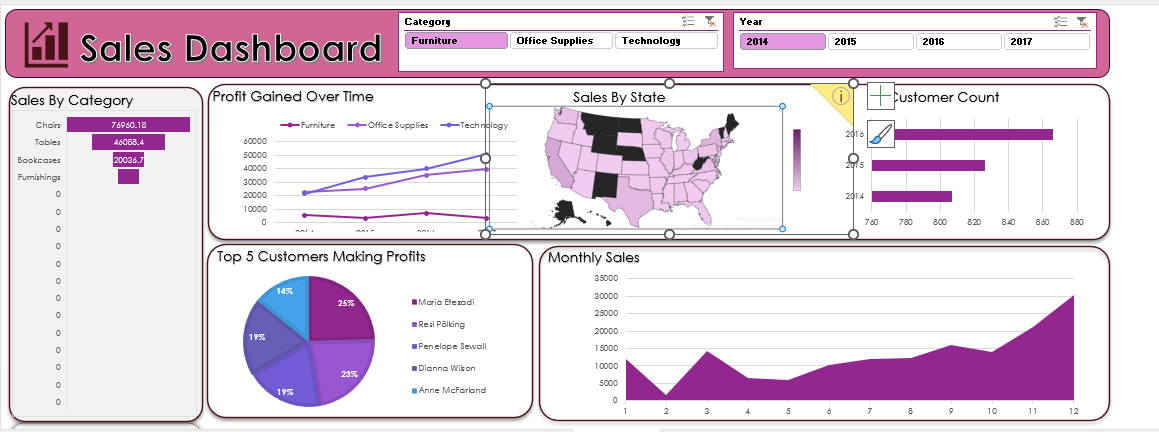 Sales Dashboard
Category
Furniture
Office Supplies
Technology
Year
2014
2015
2016
2017
Sales By Category
Chairs
76960.18
Tables
46088.4
Bookcases
20036.7
Furnishings
0
0
0
0
0
0
0
0
0
0
0
0
0
Profit Gained Over Time
Furniture
Office Supplies
Technology
60000
50000
40000
30000
20000
10000
0
2014
2015
2016
Sales By State
Customer Count
2016
2015
2014
760
780
800
820
840
860
880
Top 5 Customers Making Profits
14%
25%
19%
19%
23%
Maria Etezadi
Resi Pölking
Penelope Sewall
Dianna Wilson
Anne McFarland
Monthly Sales
35000
30000
25000
20000
15000
10000
5000
0
1
2
3
4
5
6
7
8
9
10
11
12